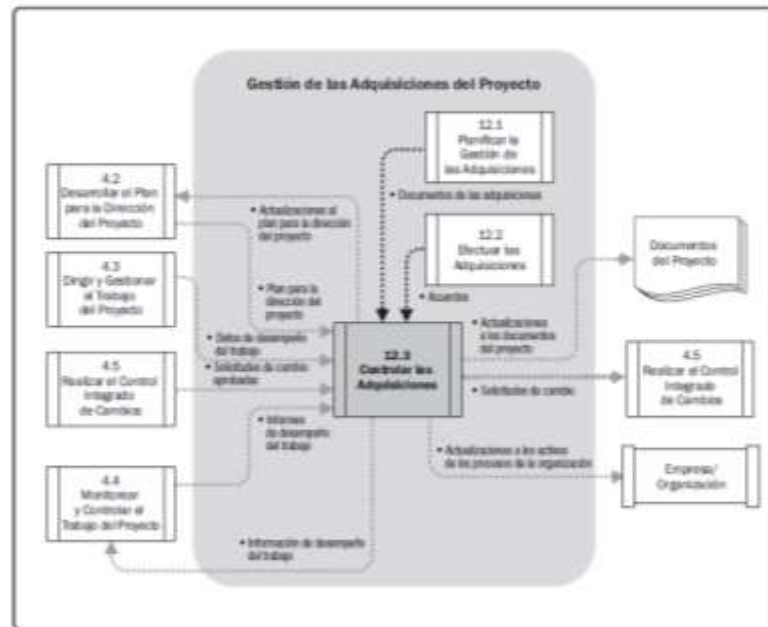 Gestión de las Adquisiciones del Proyecto
12.1
Planificar la
Gestión de
las Adquisiciones
4.2
Desarrollar el Plan
para la Dirección
del Proyecto
• Actualizaciones al
plan para la dirección
del proyecto
• Documentos de las adquisiciones
12.2
Efectuar las
Adquisiciones
Documentos
del Proyecto
4.3
Dirigir y Gestionar
el Trabajo
del Proyecto
• Plan para la
dirección del
proyecto
• Acuerdos
• Actualizaciones
a los documentos
del proyecto
• Datos de desempeño
del trabajo
• Solicitudes de cambio
aprobadas
12.3
Controlar las
Adquisiciones
4.5
Realizar el Control
Integrado
de Cambios
• Solicitudes de cambio
4.5
Realizar el Control
Integrado
de Cambios
• Informes
de desempeño
del trabajo
• Actualizaciones a los activos
de los procesos de la organización
Empresa/
Organización
4.4
Monitorear
y Controlar el
Trabajo del Proyecto
• Información de desempeño
del trabajo